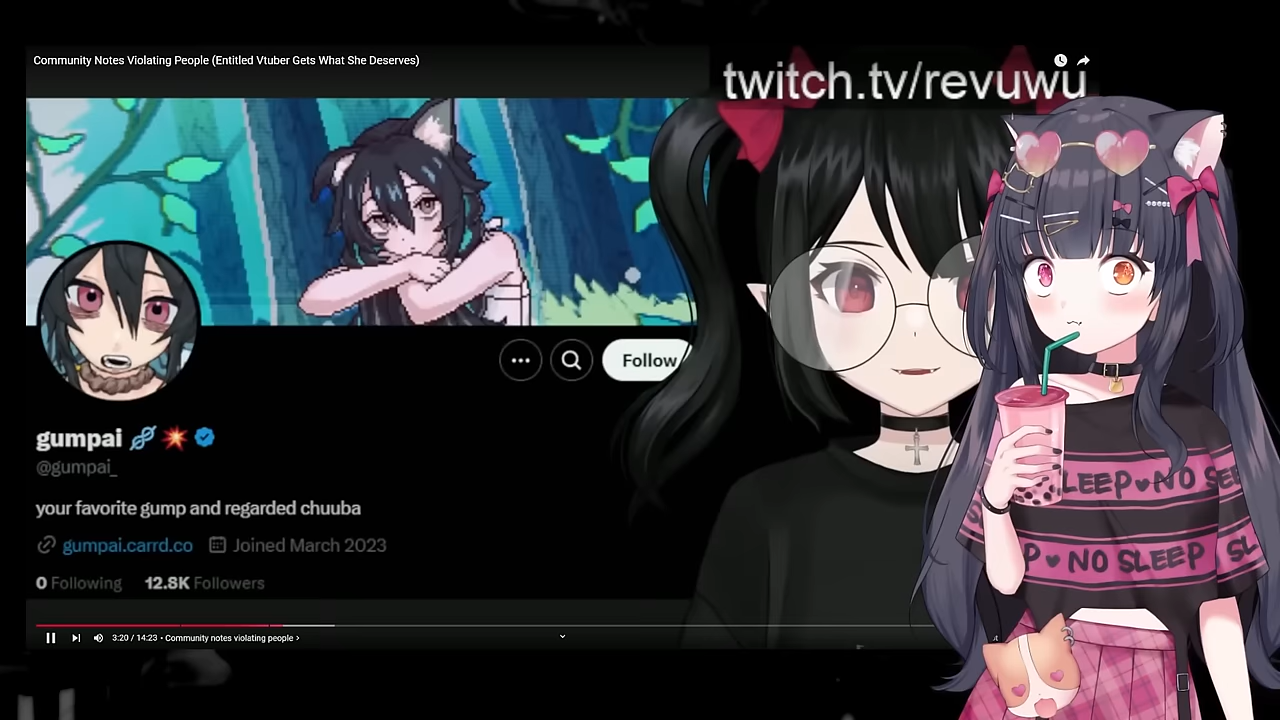 Community Notes Violating People (Entitled Vtuber Gets What She Deserves)
twitch.tv/revuwu
Follow
gumpai
@gumpai_
your favorite gump and regarded chuuba
gumpai.carrd.co Joined March 2023
0 Following 12.8K Followers
LEEP♥NO SEE
P♥NO SLEEP SL
3:20 / 14:23 • Community notes violating people ›